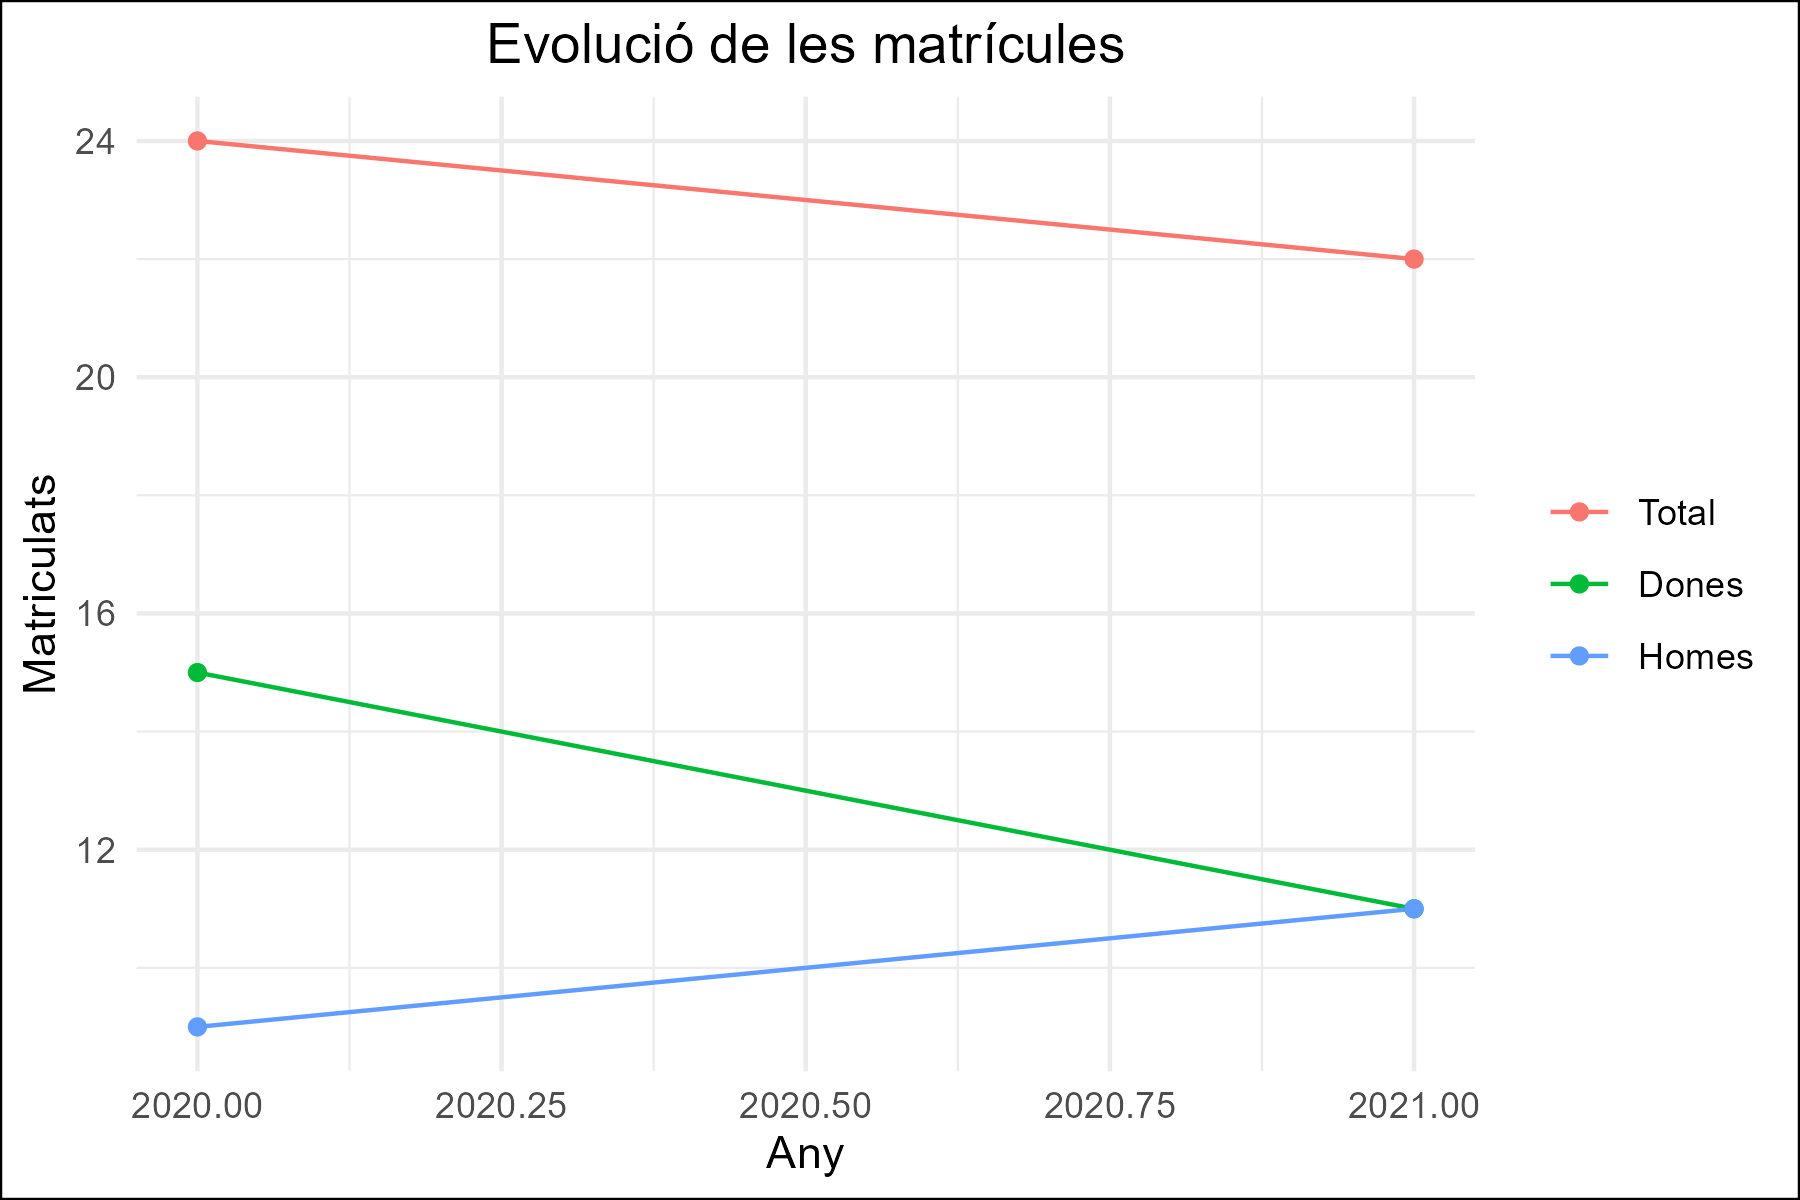 Evolució de les matrícules
24
20
16
12
Matriculats
2020.00 2020.25 2020.50 2020.75 2021.00
Any
Total
Dones
Homes